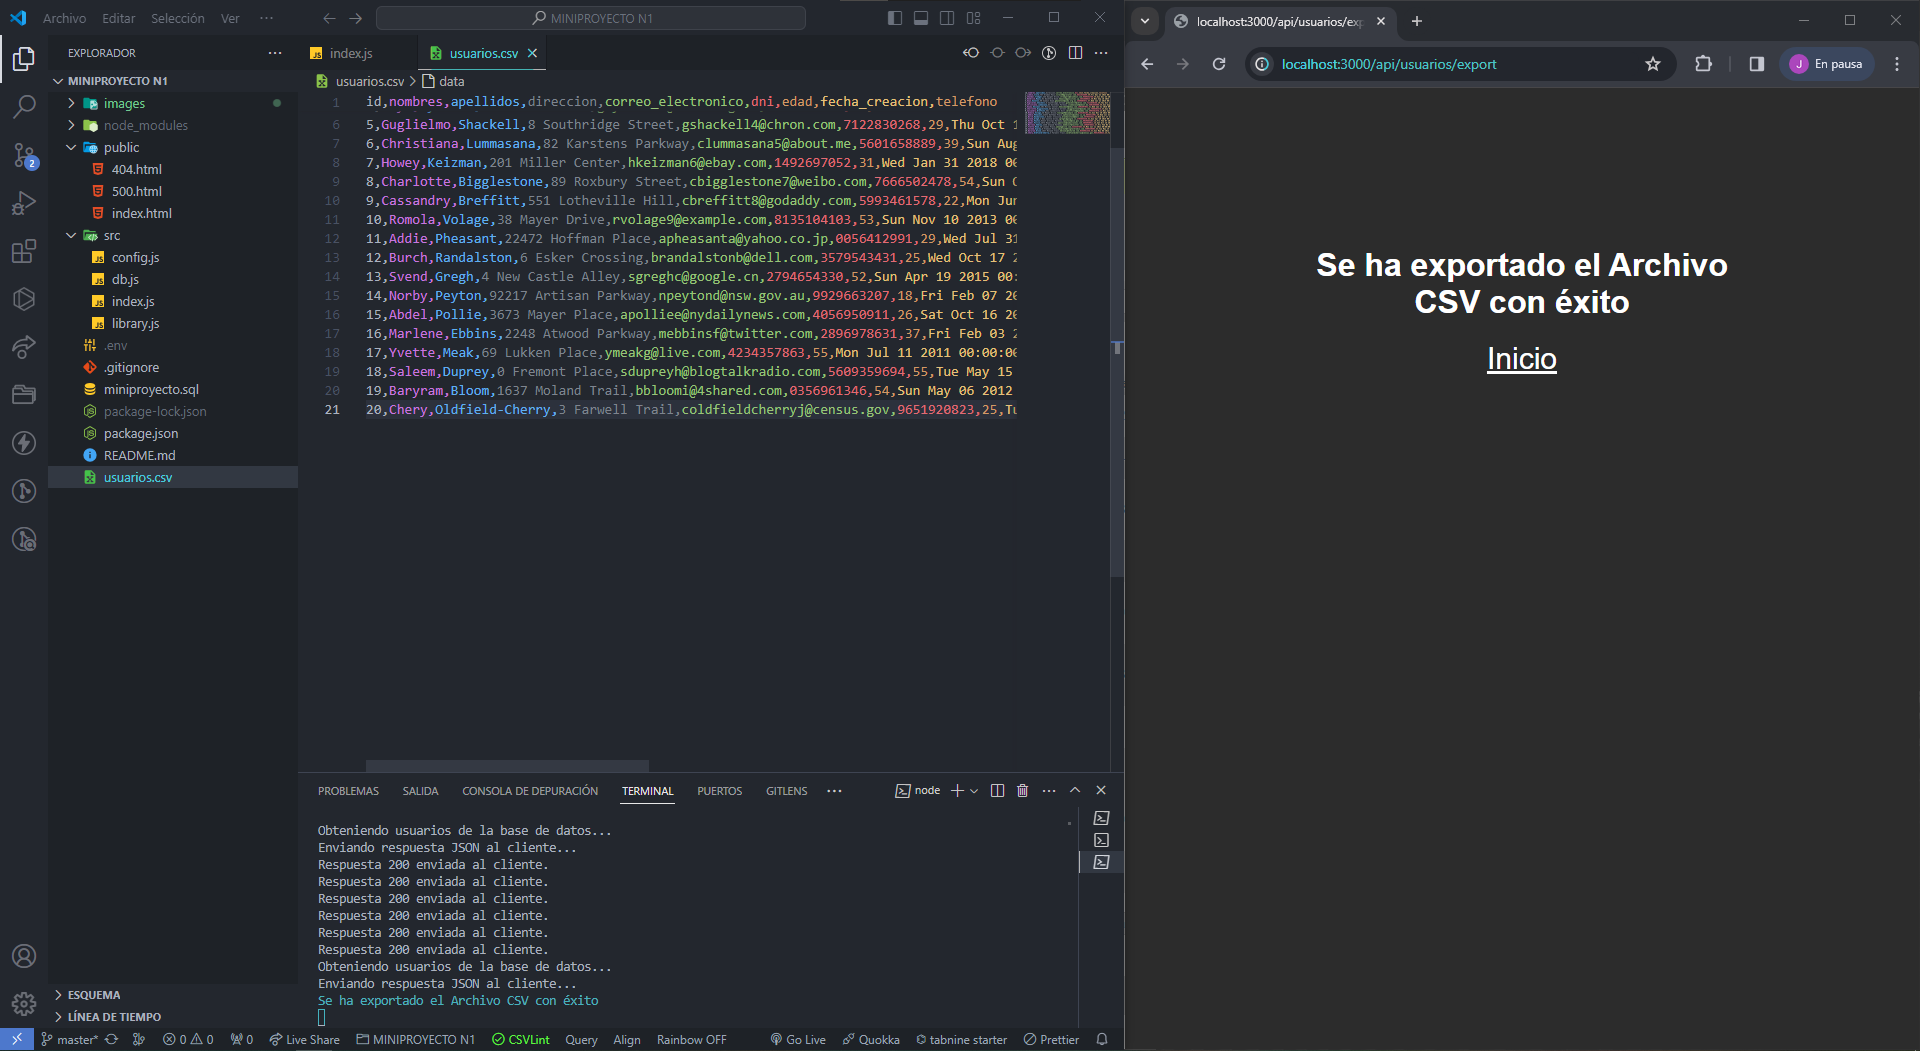 Archivo Editar Selección Ver ···
MINIPROYECTO N1
EXPLORADOR ···
MINIPROYECTO N1
images
node_modules
public
404.html
500.html
index.html
src
config.js
db.js
index.js
library.js
.env
.gitignore
miniproyecto.sql
package-lock.json
package.json
README.md
usuarios.csv
ESQUEMA
LÍNEA DE TIEMPO
2
index.js
usuarios.csv
usuarios.csv > data
1 id,nombres,apellidos,direccion,correo_electronico,dni,edad,fecha_creacion,telefono
6 5,Guglielmo,Shackell,8 Southridge Street,gshackell4@chron.com,7122830268,29,Thu Oct 1
7 6,Christiana,Lummasana,82 Karstens Parkway,clummasana5@about.me,5601658889,39,Sun Aug
8 7,Howey,Keizman,201 Miller Center,hkeizman6@ebay.com,1492697052,31,Wed Jan 31 2018 00
9 8,Charlotte,Bigglestone,89 Roxbury Street,cbigglestone7@weibo.com,7666502478,54,Sun
10 9,Cassandry,Breffitt,551 Lotheville Hill,cbreffitt8@godaddy.com,5993461578,22,Mon Jun
11 10,Romola,Volage,38 Mayer Drive,rvolage9@example.com,8135104103,53,Sun Nov 10 2013 00
12 11,Addie,Pheasant,22472 Hoffman Place,apheasanta@yahoo.co.jp,0056412991,29,Wed Jul 31
13 12,Burch,Randalston,6 Esker Crossing,brandalstonb@dell.com,3579543431,25,Wed Oct 17 2
14 13,Svend,Gregh,4 New Castle Alley,sgreghc@google.cn,2794654330,52,Sun Apr 19 2015 00:
15 14,Norby,Peyton,92217 Artisan Parkway,npeytond@nsw.gov.au,9929663207,18,Fri Feb 07 20
16 15,Abdel,Pollie,3673 Mayer Place,apolliee@nydailynews.com,4056950911,26,Sat Oct 16 20
17 16,Marlene,Ebbins,2248 Atwood Parkway,mebbinsf@twitter.com,2896978631,37,Fri Feb 03 2
18 17,Yvette,Meak,69 Lukken Place,ymeakg@live.com,4234357863,55,Mon Jul 11 2011 00:00:00
19 18,Saleem,Duprey,0 Fremont Place,sdupreyh@blogtalkradio.com,5609359694,55,Tue May 15
20 19,Baryram,Bloom,1637 Moland Trail,bbloomi@4shared.com,0356961346,54,Sun May 06 2012
21 20,Chery,Oldfield-Cherry,3 Farwell Trail,coldfieldcherryj@census.gov,9651920823,25,Tu
PROBLEMAS SALIDA CONSOLA DE DEPURACIÓN TERMINAL PUERTOS GITLENS ··· node
Obteniendo usuarios de la base de datos...
Enviando respuesta JSON al cliente...
Respuesta 200 enviada al cliente.
Respuesta 200 enviada al cliente.
Respuesta 200 enviada al cliente.
Respuesta 200 enviada al cliente.
Respuesta 200 enviada al cliente.
Respuesta 200 enviada al cliente.
Obteniendo usuarios de la base de datos...
Enviando respuesta JSON al cliente...
Se ha exportado el Archivo CSV con éxito
master* 0 0 0 Live Share MINIPROYECTO N1 CSVLint Query Align Rainbow OFF Go Live Quokka tabnine starter Prettier
localhost:3000/api/usuarios/exp
localhost:3000/api/usuarios/export
J En pausa
Se ha exportado el Archivo
CSV con éxito
Inicio